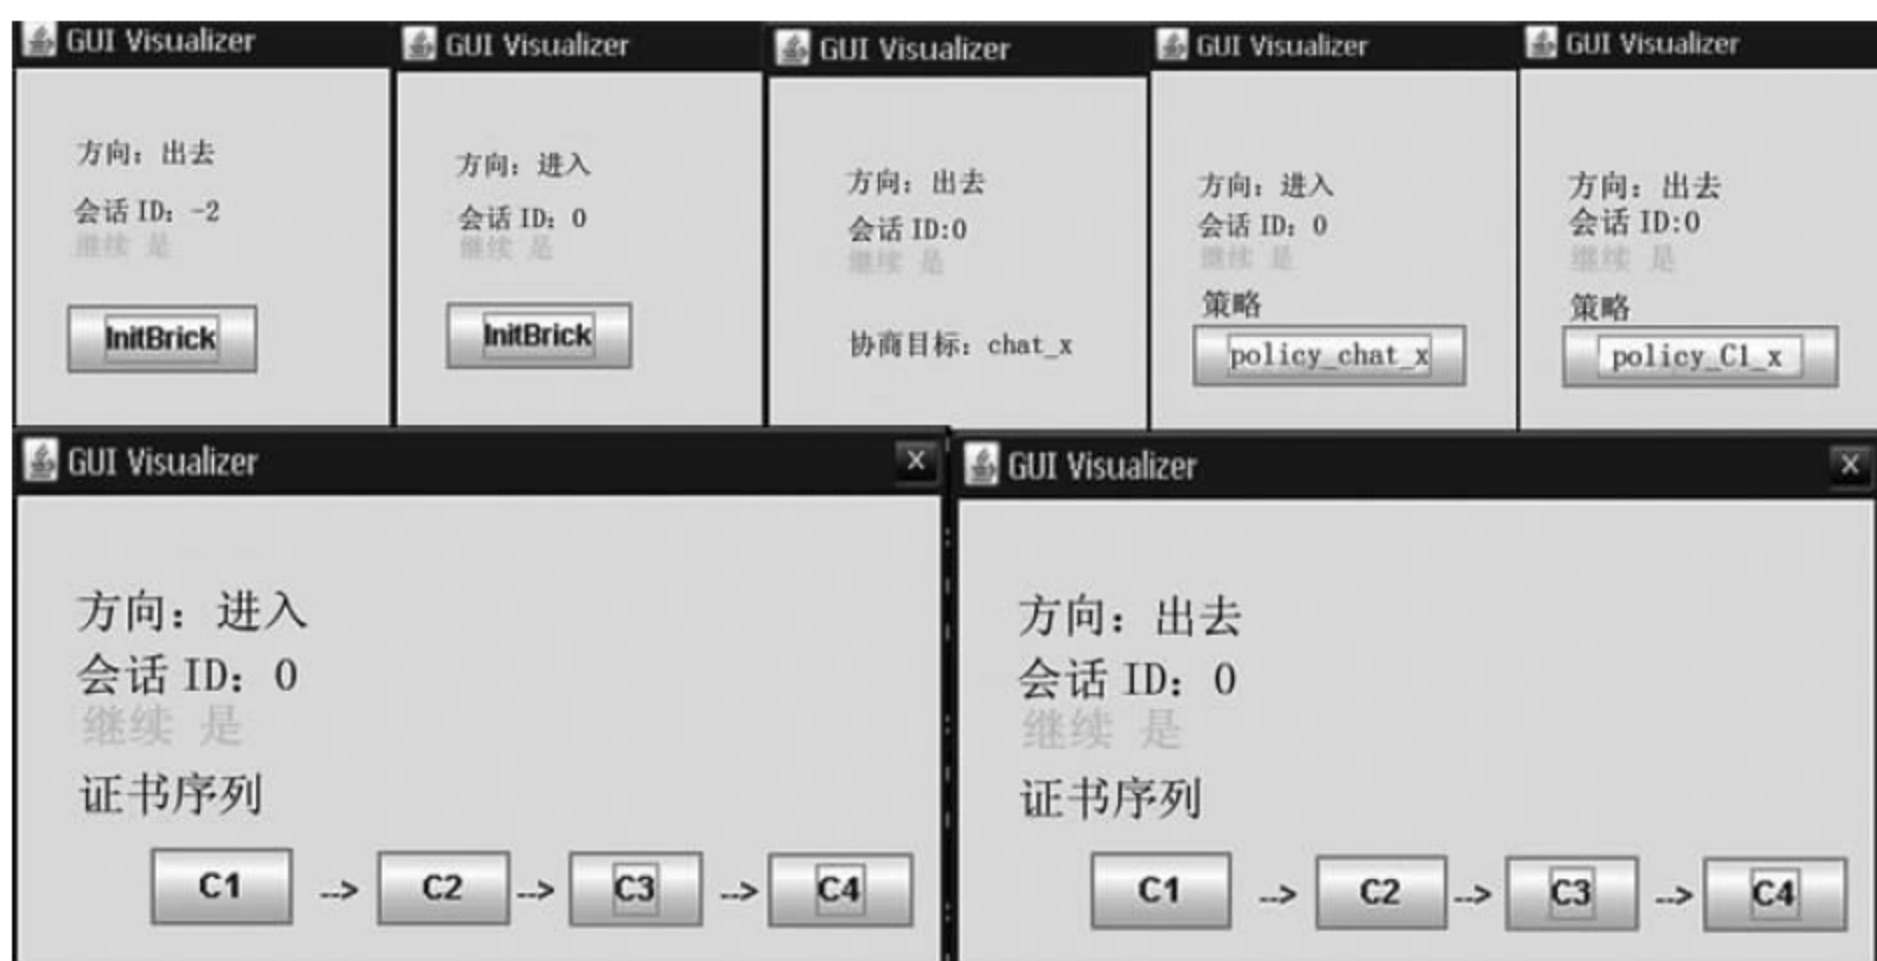 GUI Visualizer
方向：出去
会话 ID：-2
继续 是
InitBrick
GUI Visualizer
方向：进入
会话 ID：0
继续 是
InitBrick
GUI Visualizer
方向：出去
会话 ID:0
继续 是
协商目标：chat_x
GUI Visualizer
方向：进入
会话 ID：0
继续 是
策略
policy_chat_x
GUI Visualizer
方向：出去
会话 ID:0
继续 是
策略
policy_C1_x
GUI Visualizer
方向：进入
会话 ID：0
继续 是
证书序列
C1 --> C2 --> C3 --> C4
GUI Visualizer
方向：出去
会话 ID：0
继续 是
证书序列
C1 --> C2 --> C3 --> C4